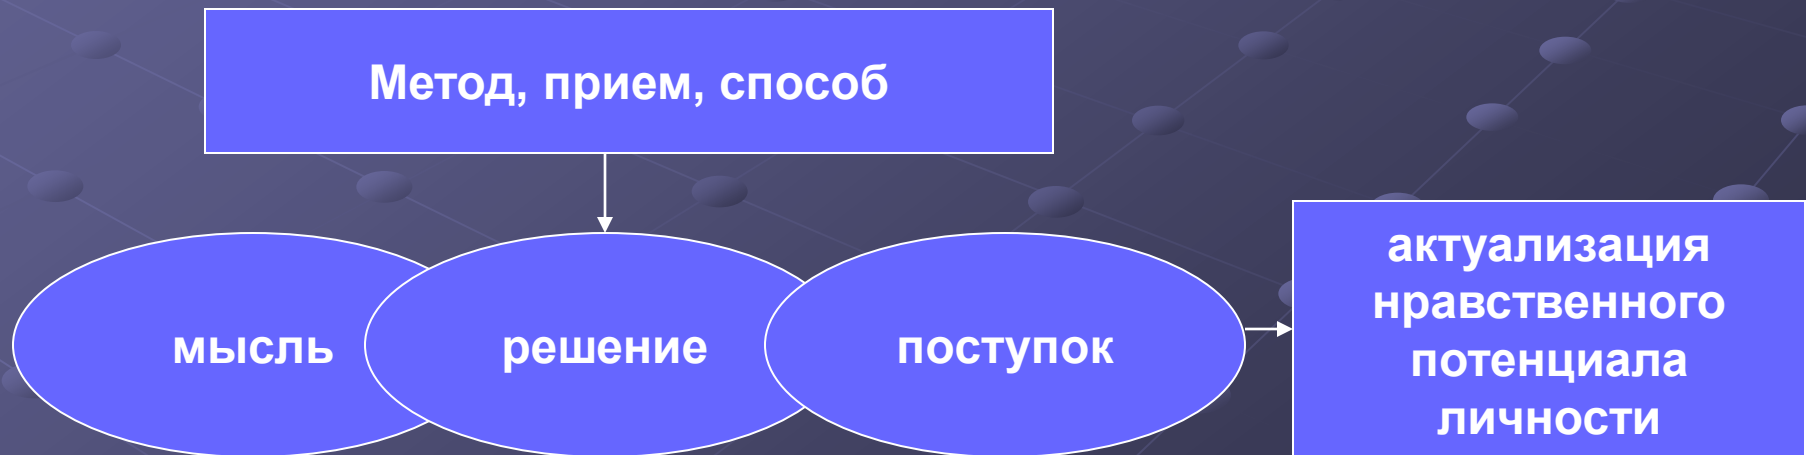 Метод, прием, способ
мысль
решение
поступок
актуализация
нравственного
потенциала
личности